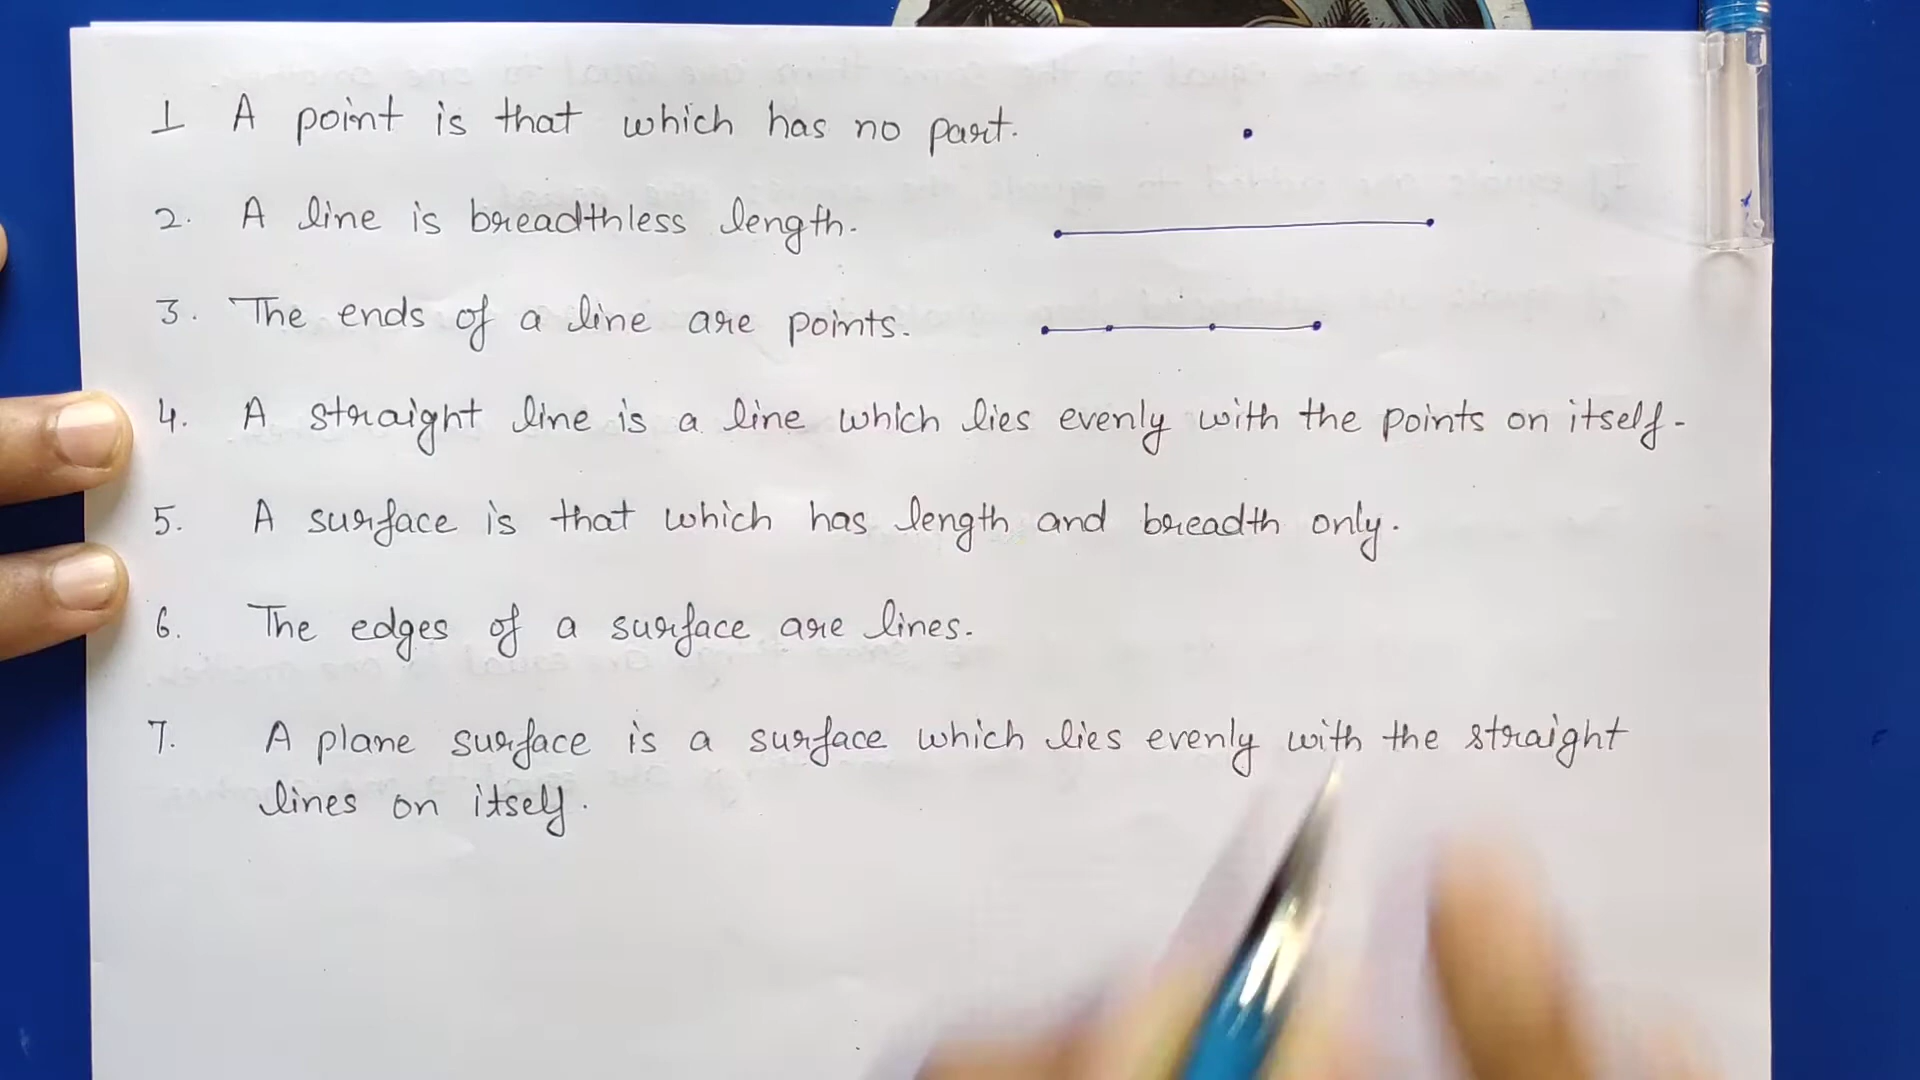 1 A point is that which has no part.
2. A line is breadthless length.
3. The ends of a line are points.
4. A straight line is a line which lies evenly with the points on itself.
5. A surface is that which has length and breadth only.
6. The edges of a surface are lines.
7. A plane surface is a surface which lies evenly with the straight
lines on itself.